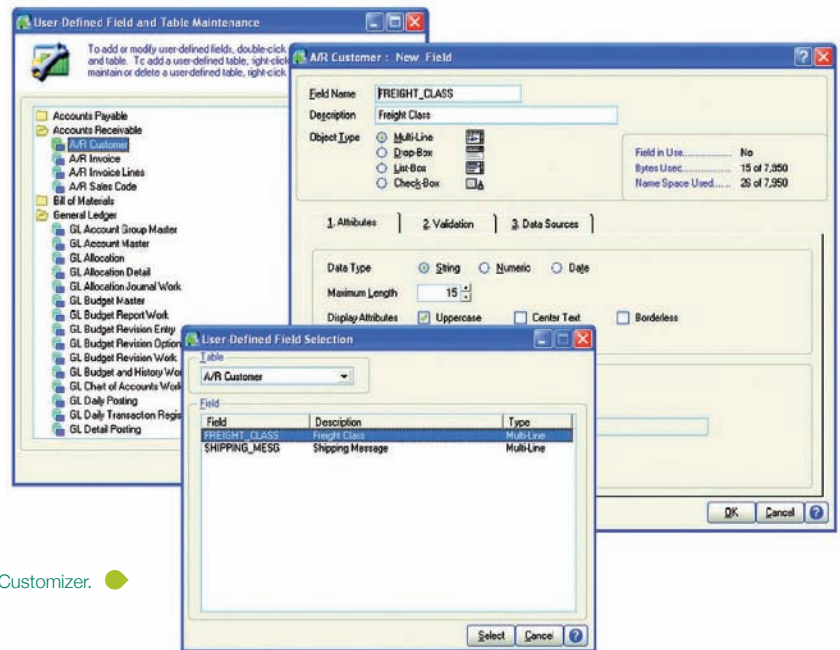 User-Defined Field and Table Maintenance
To add or modify user-defined fields, double-click
and table. To add a user-defined table, right-click
maintain or delete a user-defined table, right-click
Accounts Payable
Accounts Receivable
A/R Customer
A/R Invoice
A/R Invoice Lines
A/R Sales Code
Bill of Materials
General Ledger
GL Account Group Master
GL Account Master
GL Allocation
GL Allocation Detail
GL Allocation Journal Work
GL Budget Master
GL Budget Report Work
GL Budget Revision Entry
GL Budget Revision Option
GL Budget Revision Work
GL Budget and History Wor
GL Chart of Accounts Work
GL Daily Posting
GL Daily Transaction Regis
GL Detail Posting
A/R Customer : New Field
Field Name FREIGHT_CLASS
Description Freight Class
Object Type Multi-Line
Drop-Box
List-Box
Check-Box
Field in Use................. No
Bytes Used................. 15 of 7,950
Name Space Used...... 26 of 7,950
1. Attributes 2. Validation 3. Data Sources
Data Type String Numeric Date
Maximum Length 15
Display Attributes Uppercase Center Text Borderless
OK Cancel
User-Defined Field Selection
Table
A/R Customer
Field
Field Description Type
FREIGHT_CLASS Freight Class Multi-Line
SHIPPING_MESG Shipping Message Multi-Line
Select Cancel
Customizer.